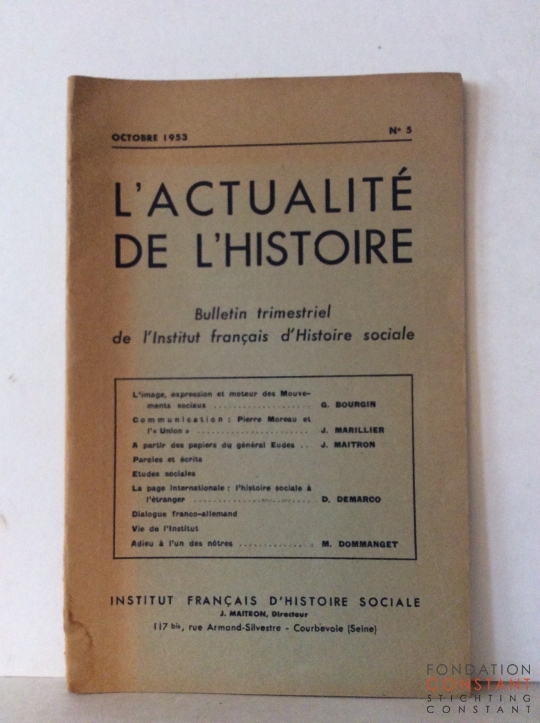 OCTOBRE 1953 N° 5
L'ACTUALITÉ
DE L'HISTOIRE
Bulletin trimestriel
de l'Institut français d'Histoire sociale
L'image, expression et moteur des Mouve-
ments sociaux .................... G. BOURGIN
Communication : Pierre Moreau et
l'« Union » .................... J. MARILLIER
A partir des papiers du général Eudes .. J. MAITRON
Paroles et écrits
Etudes sociales
La page internationale : l'histoire sociale à
l'étranger .................... D. DEMARCO
Dialogue franco-allemand
Vie de l'Institut
Adieu à l'un des nôtres .............. M. DOMMANGET
INSTITUT FRANÇAIS D'HISTOIRE SOCIALE
J. MAITRON, Directeur
117 bis, rue Armand-Silvestre - Courbevoie (Seine)
FONDATION
CONSTANT
STICHTING
CONSTANT